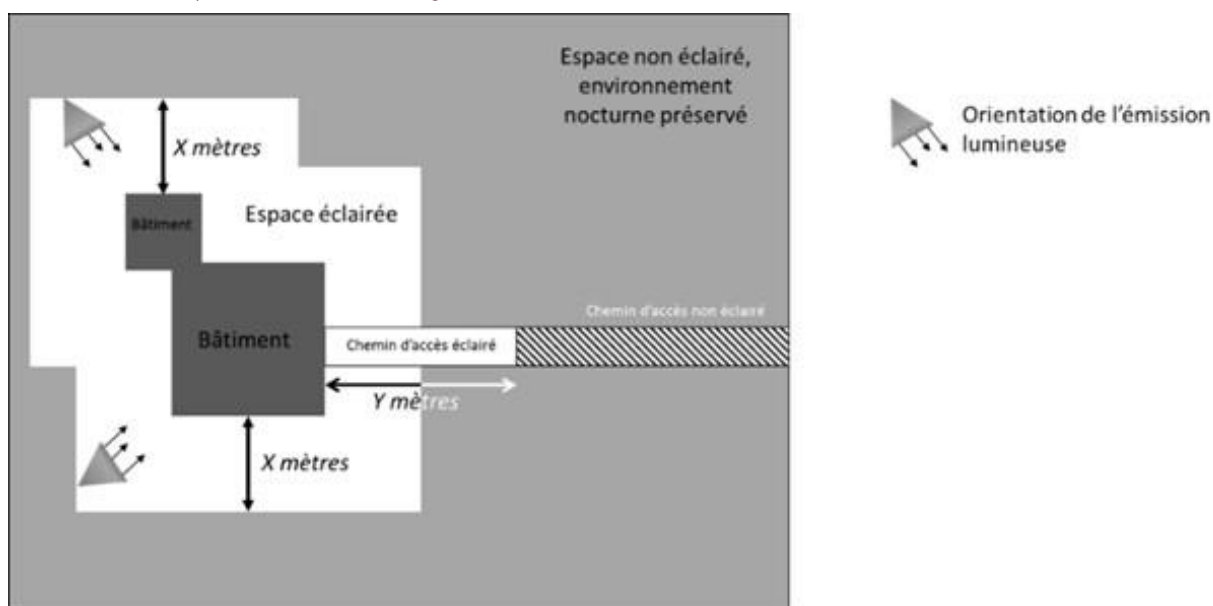 Espace non éclairé,
environnement
nocturne préservé
X mètres
Bâtiment
Espace éclairée
Chemin d'accès non éclairé
Bâtiment
Chemin d'accès éclairé
Y mètres
X mètres
Orientation de l'émission
lumineuse